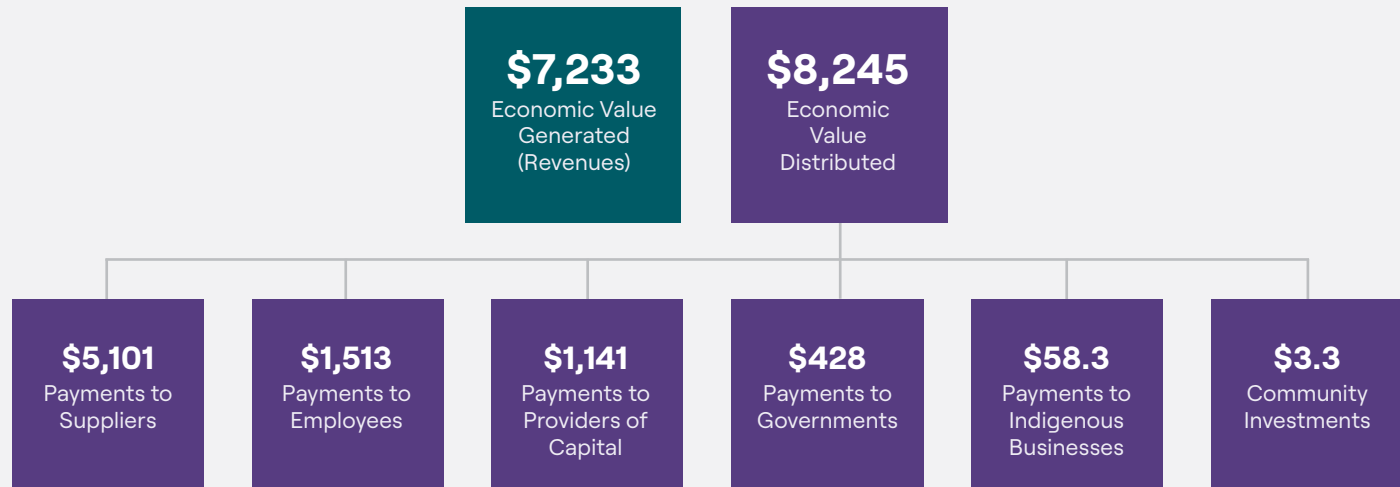 $7,233
Economic Value
Generated
(Revenues)
$8,245
Economic
Value
Distributed
$5,101
Payments to
Suppliers
$1,513
Payments to
Employees
$1,141
Payments to
Providers of
Capital
$428
Payments to
Governments
$58.3
Payments to
Indigenous
Businesses
$3.3
Community
Investments